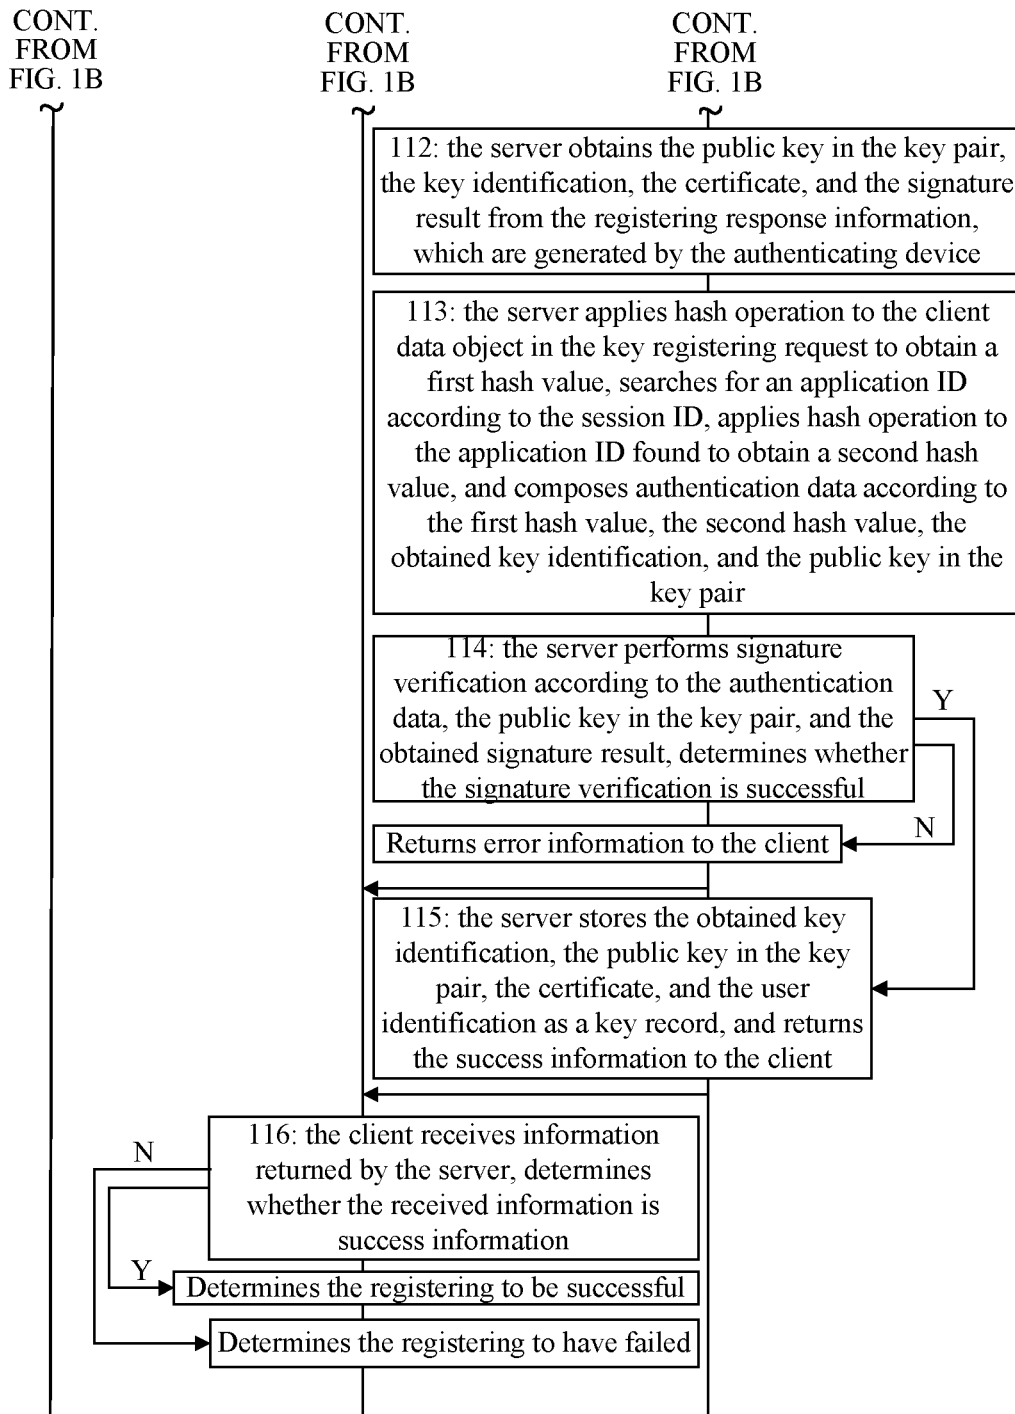 CONT.
FROM
FIG. 1B
CONT.
FROM
FIG. 1B
CONT.
FROM
FIG. 1B
112: the server obtains the public key in the key pair,
the key identification, the certificate, and the signature
result from the registering response information,
which are generated by the authenticating device
113: the server applies hash operation to the client
data object in the key registering request to obtain a
first hash value, searches for an application ID
according to the session ID, applies hash operation to
the application ID found to obtain a second hash
value, and composes authentication data according to
the first hash value, the second hash value, the
obtained key identification, and the public key in the
key pair
114: the server performs signature
verification according to the authentication
data, the public key in the key pair, and the
obtained signature result, determines whether
the signature verification is successful
Y
N
Returns error information to the client
115: the server stores the obtained key
identification, the public key in the key
pair, the certificate, and the user
identification as a key record, and returns
the success information to the client
116: the client receives information
returned by the server, determines
whether the received information is
success information
N
Y
Determines the registering to be successful
Determines the registering to have failed